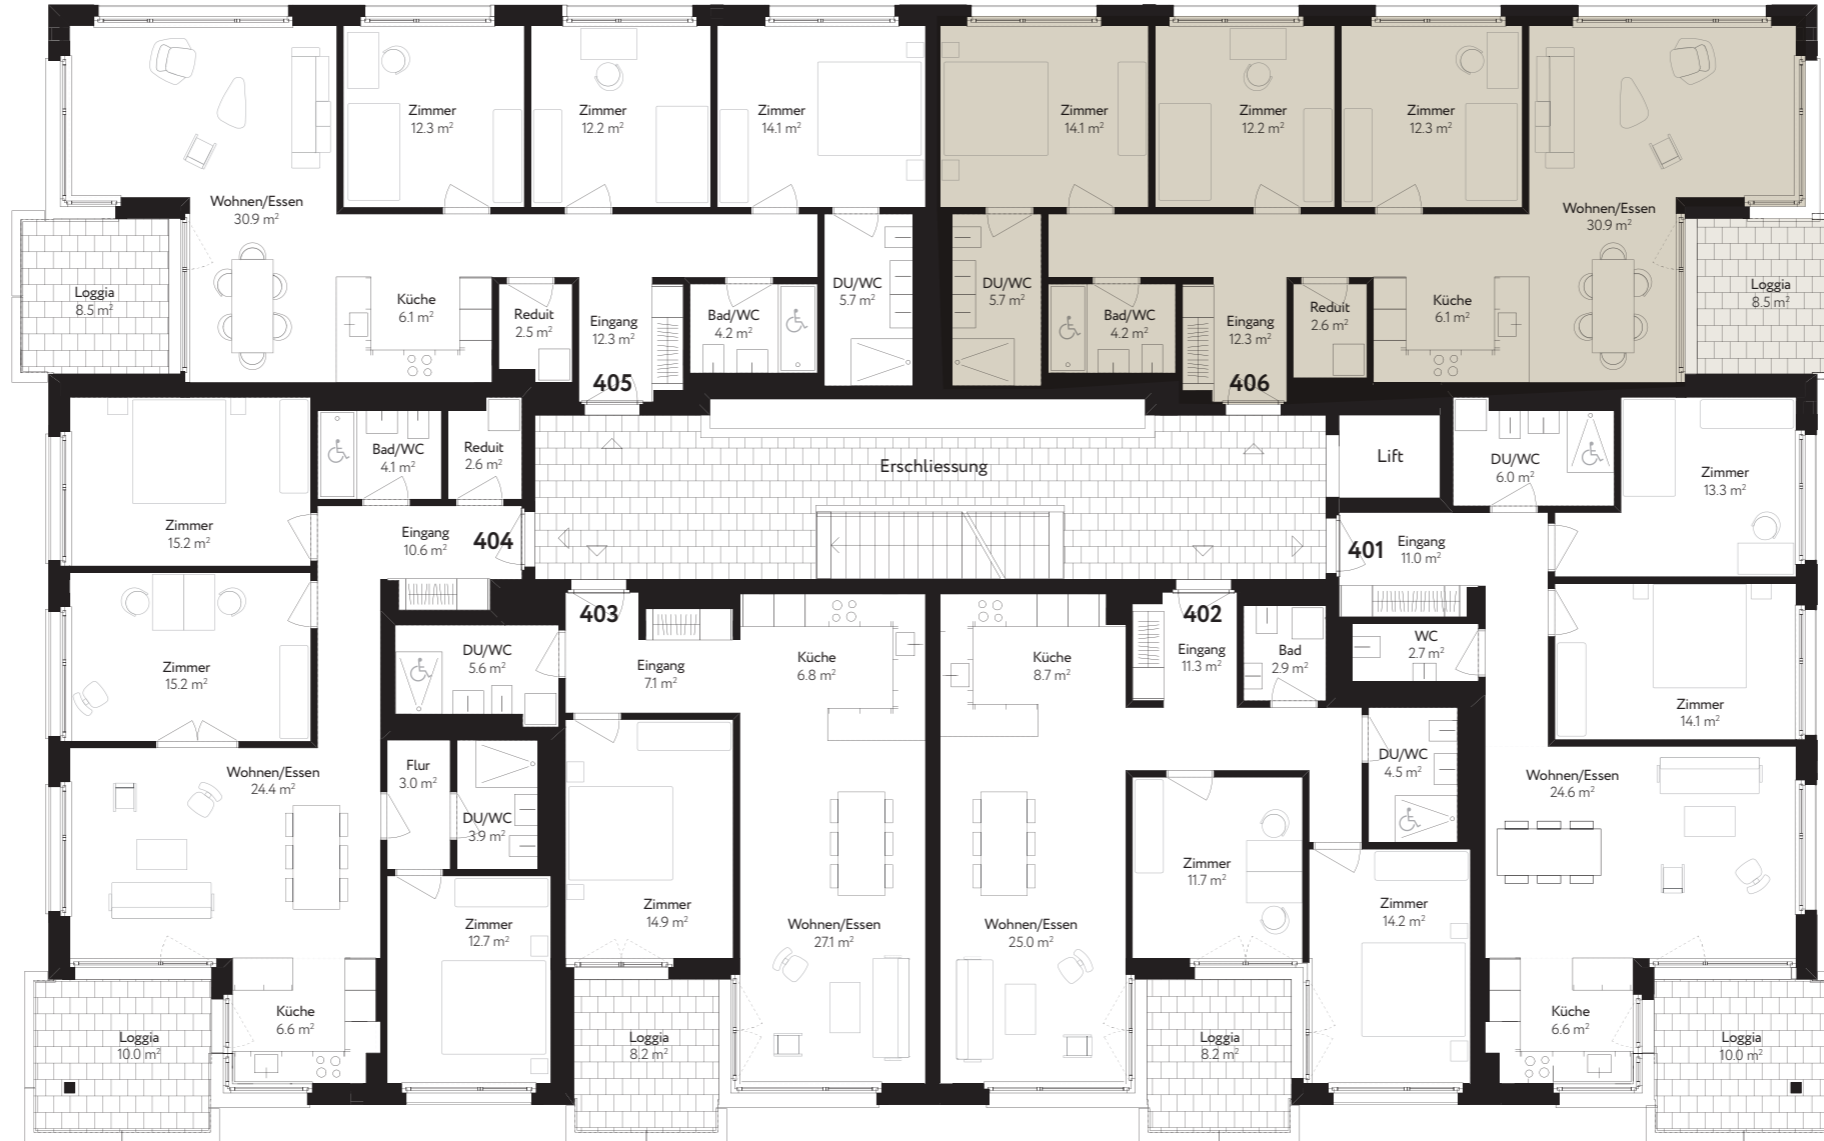 Zimmer
12.3 m²
Zimmer
12.2 m²
Zimmer
14.1 m²
Zimmer
14.1 m²
Zimmer
12.2 m²
Zimmer
12.3 m²
Wohnen/Essen
30.9 m²
Wohnen/Essen
30.9 m²
Loggia
8.5 m²
Küche
6.1 m²
Reduit
2.5 m²
Eingang
12.3 m²
405
Bad/WC
4.2 m²
DU/WC
5.7 m²
DU/WC
5.7 m²
Bad/WC
4.2 m²
Eingang
12.3 m²
406
Reduit
2.6 m²
Küche
6.1 m²
Loggia
8.5 m²
Bad/WC
4.1 m²
Reduit
2.6 m²
Erschliessung
Lift
DU/WC
6.0 m²
Zimmer
13.3 m²
Zimmer
15.2 m²
Eingang
10.6 m²
404
401
Eingang
11.0 m²
403
402
Zimmer
15.2 m²
DU/WC
5.6 m²
Eingang
7.1 m²
Küche
6.8 m²
Küche
8.7 m²
Eingang
11.3 m²
Bad
2.9 m²
WC
2.7 m²
Zimmer
14.1 m²
Wohnen/Essen
24.4 m²
Flur
3.0 m²
DU/WC
3.9 m²
DU/WC
4.5 m²
Wohnen/Essen
24.6 m²
Zimmer
12.7 m²
Zimmer
14.9 m²
Wohnen/Essen
27.1 m²
Wohnen/Essen
25.0 m²
Zimmer
11.7 m²
Zimmer
14.2 m²
Loggia
10.0 m²
Küche
6.6 m²
Loggia
8.2 m²
Loggia
8.2 m²
Küche
6.6 m²
Loggia
10.0 m²